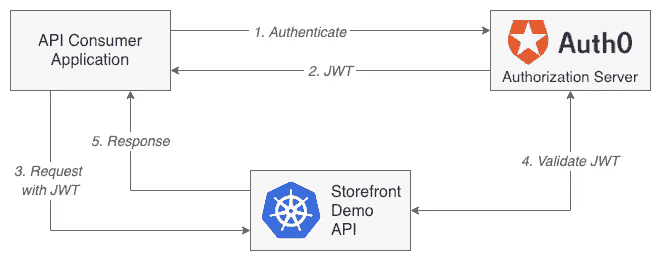 API Consumer
Application
1. Authenticate
2. JWT
Auth0
Authorization Server
5. Response
3. Request
with JWT
4. Validate JWT
Storefront
Demo
API